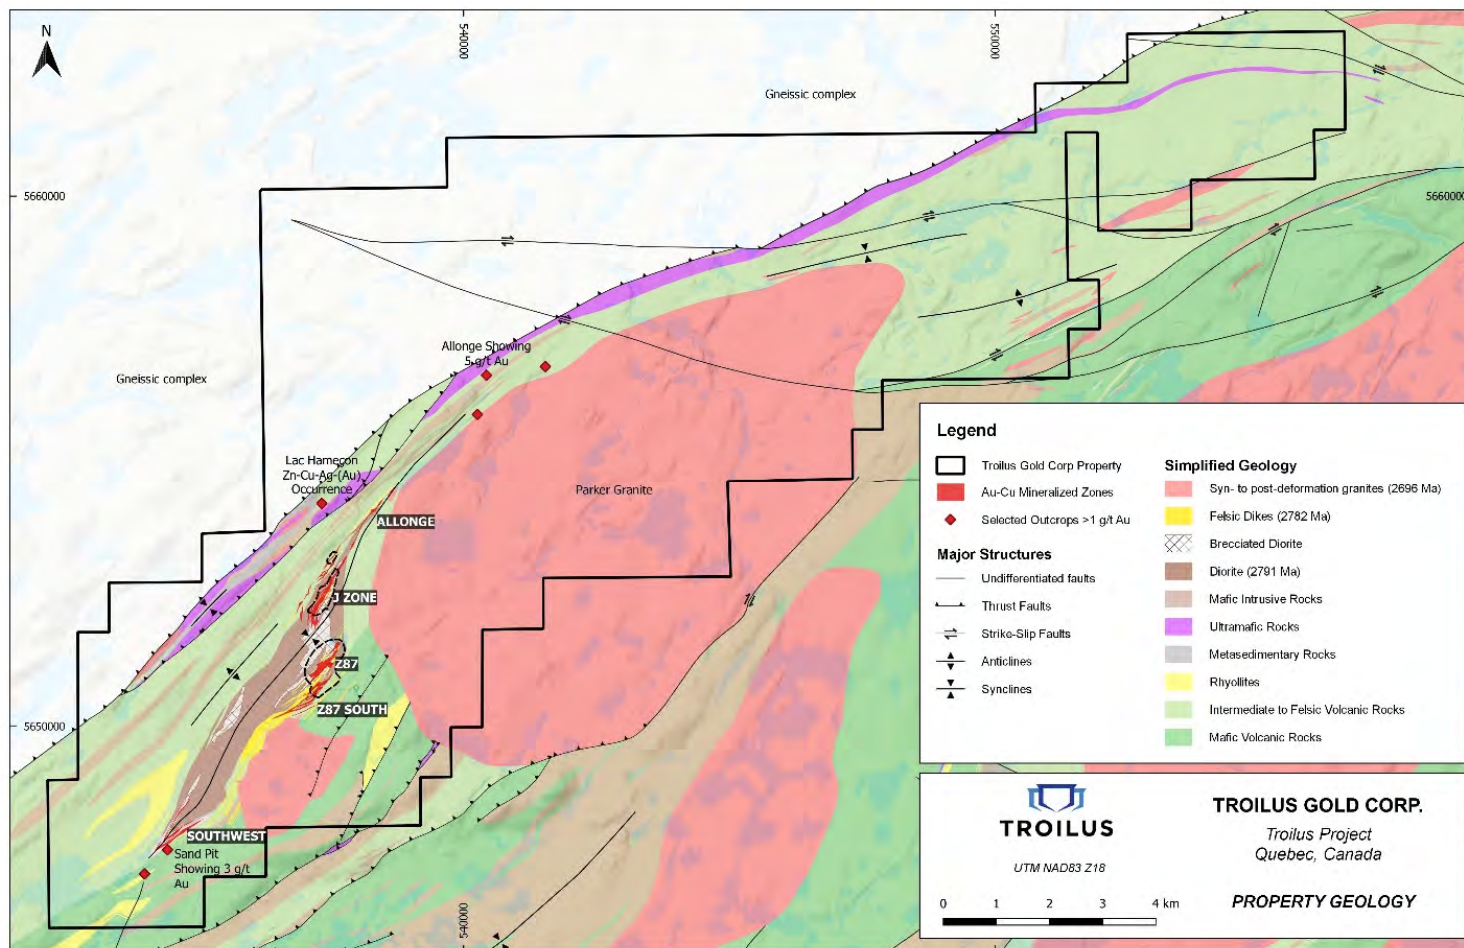 N
540000
550000
Gneissic complex
5660000
5660000
Allonge Showing
5 g/t Au
Gneissic complex
Lac Hamecon
Zn-Cu-Ag-(Au)
Occurrence
Parker Granite
ALLONGE
J ZONE
Z87
Z87 SOUTH
5650000
SOUTHWEST
Sand Pit
Showing 3 g/t
Au
540000
Legend
Troilus Gold Corp Property
Au-Cu Mineralized Zones
Selected Outcrops >1 g/t Au
Major Structures
Undifferentiated faults
Thrust Faults
Strike-Slip Faults
Anticlines
Synclines
Simplified Geology
Syn- to post-deformation granites (2696 Ma)
Felsic Dikes (2782 Ma)
Brecciated Diorite
Diorite (2791 Ma)
Mafic Intrusive Rocks
Ultramafic Rocks
Metasedimentary Rocks
Rhyollites
Intermediate to Felsic Volcanic Rocks
Mafic Volcanic Rocks
TROILUS
UTM NAD83 Z18
0 1 2 3 4 km
TROILUS GOLD CORP.
Troilus Project
Quebec, Canada
PROPERTY GEOLOGY